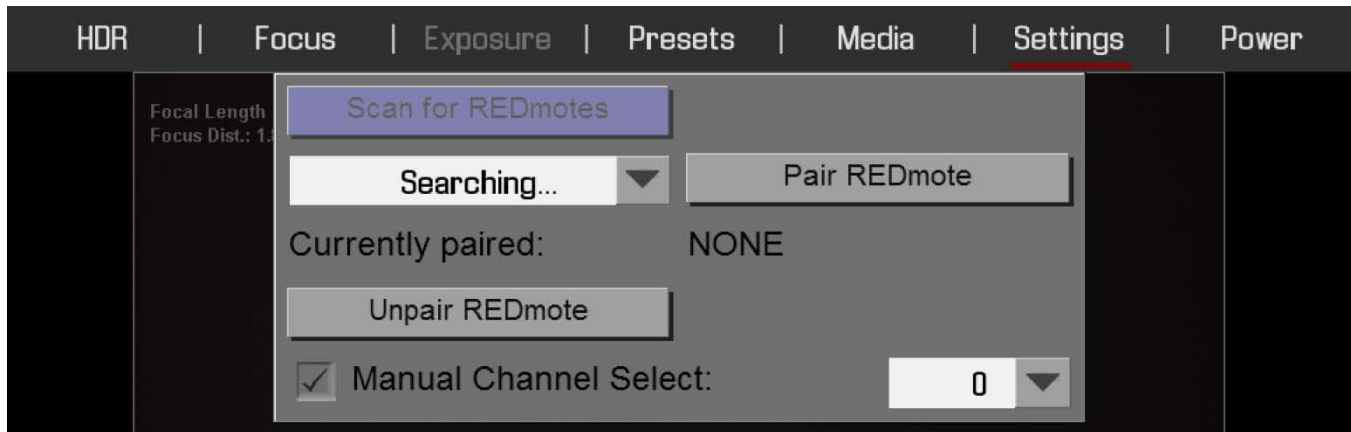 HDR | Focus | Exposure | Presets | Media | Settings | Power
Focal Length
Focus Dist.:
Scan for REDmotes
Searching...
Pair REDmote
Currently paired: NONE
Unpair REDmote
Manual Channel Select: 0